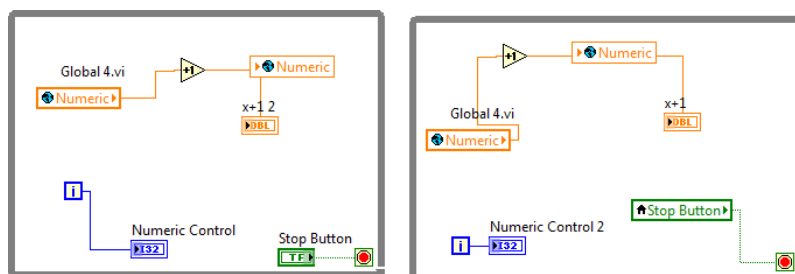 Global 4.vi
Numeric
+1
Numeric
x+1 2
DBL
i
Numeric Control
I32
Stop Button
TF
Global 4.vi
Numeric
+1
Numeric
x+1
DBL
i
Numeric Control 2
I32
Stop Button